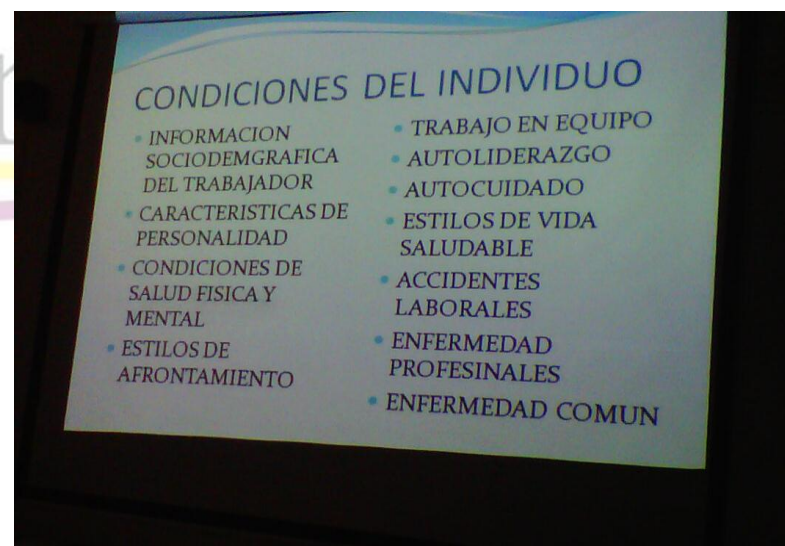 CONDICIONES DEL INDIVIDUO
INFORMACION
SOCIODEMGRAFICA
DEL TRABAJADOR
CARACTERISTICAS DE
PERSONALIDAD
CONDICIONES DE
SALUD FISICA Y
MENTAL
ESTILOS DE
AFRONTAMIENTO
TRABAJO EN EQUIPO
AUTOLIDERAZGO
AUTOCUIDADO
ESTILOS DE VIDA
SALUDABLE
ACCIDENTES
LABORALES
ENFERMEDAD
PROFESINALES
ENFERMEDAD COMUN